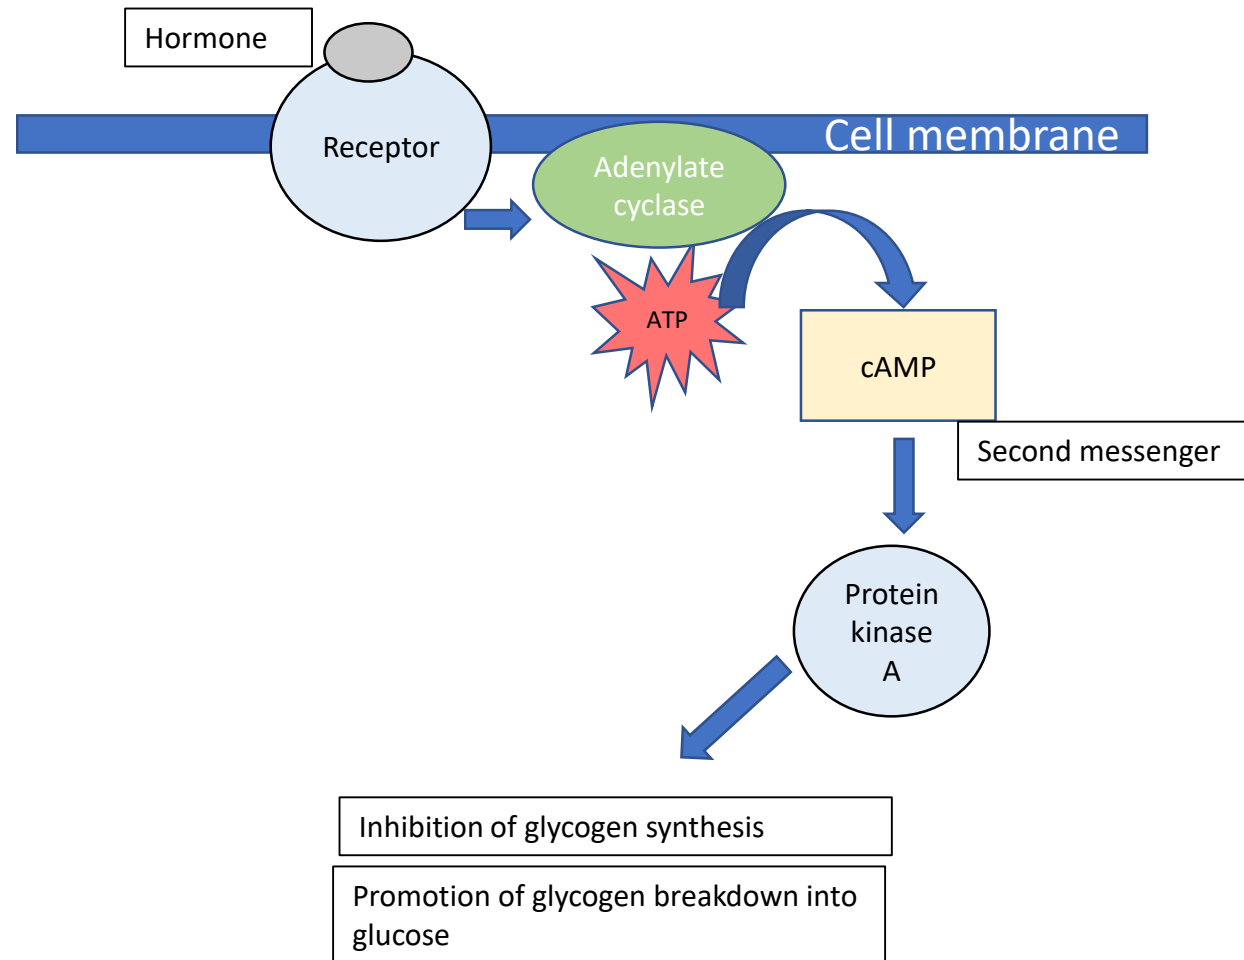 Hormone
Receptor
Cell membrane
Adenylate
cyclase
ATP
cAMP
Second messenger
Protein
kinase
A
Inhibition of glycogen synthesis
Promotion of glycogen breakdown into
glucose